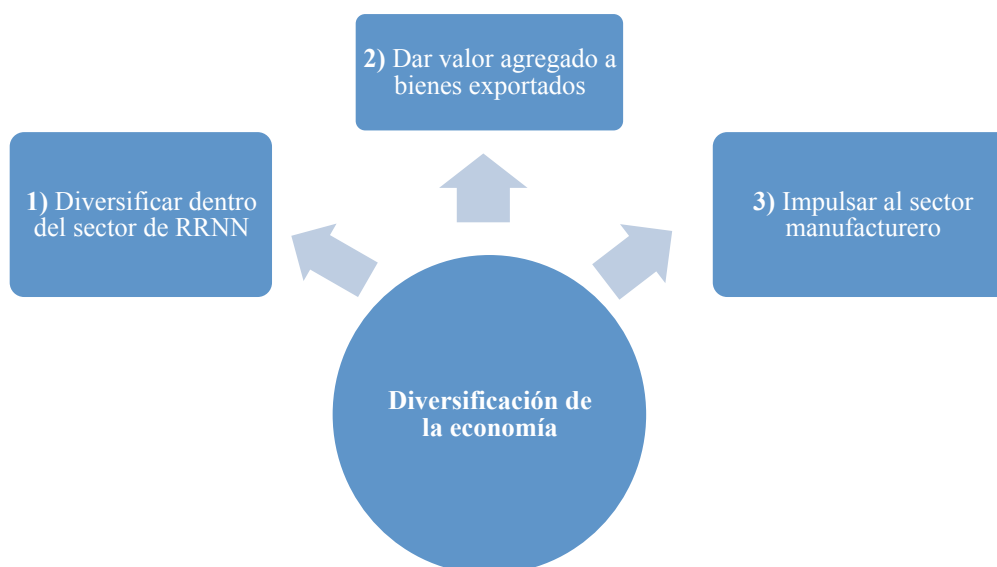 2) Dar valor agregado a
bienes exportados
1) Diversificar dentro
del sector de RRNN
3) Impulsar al sector
manufacturero
Diversificación de
la economía